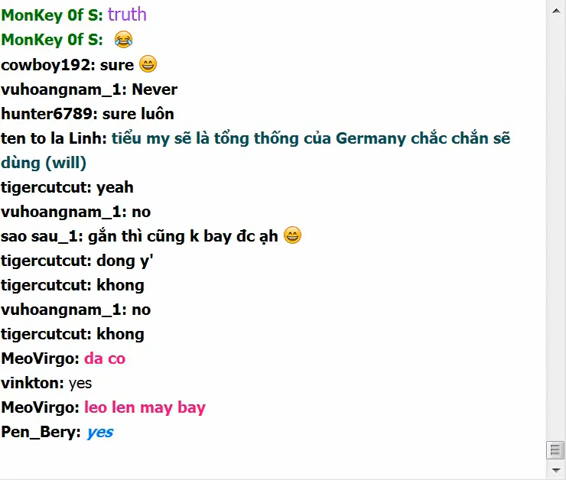 MonKey 0f S: truth
MonKey 0f S: 😂
cowboy192: sure 😄
vuhoangnam_1: Never
hunter6789: sure luôn
ten to la Linh: tiểu my sẽ là tổng thống của Germany chắc chắn sẽ
dùng (will)
tigercutcut: yeah
vuhoangnam_1: no
sao sau_1: gắn thì cũng k bay đc ạh 😄
tigercutcut: dong y'
tigercutcut: khong
vuhoangnam_1: no
tigercutcut: khong
MeoVirgo: da co
vinkton: yes
MeoVirgo: leo len may bay
Pen_Bery: yes